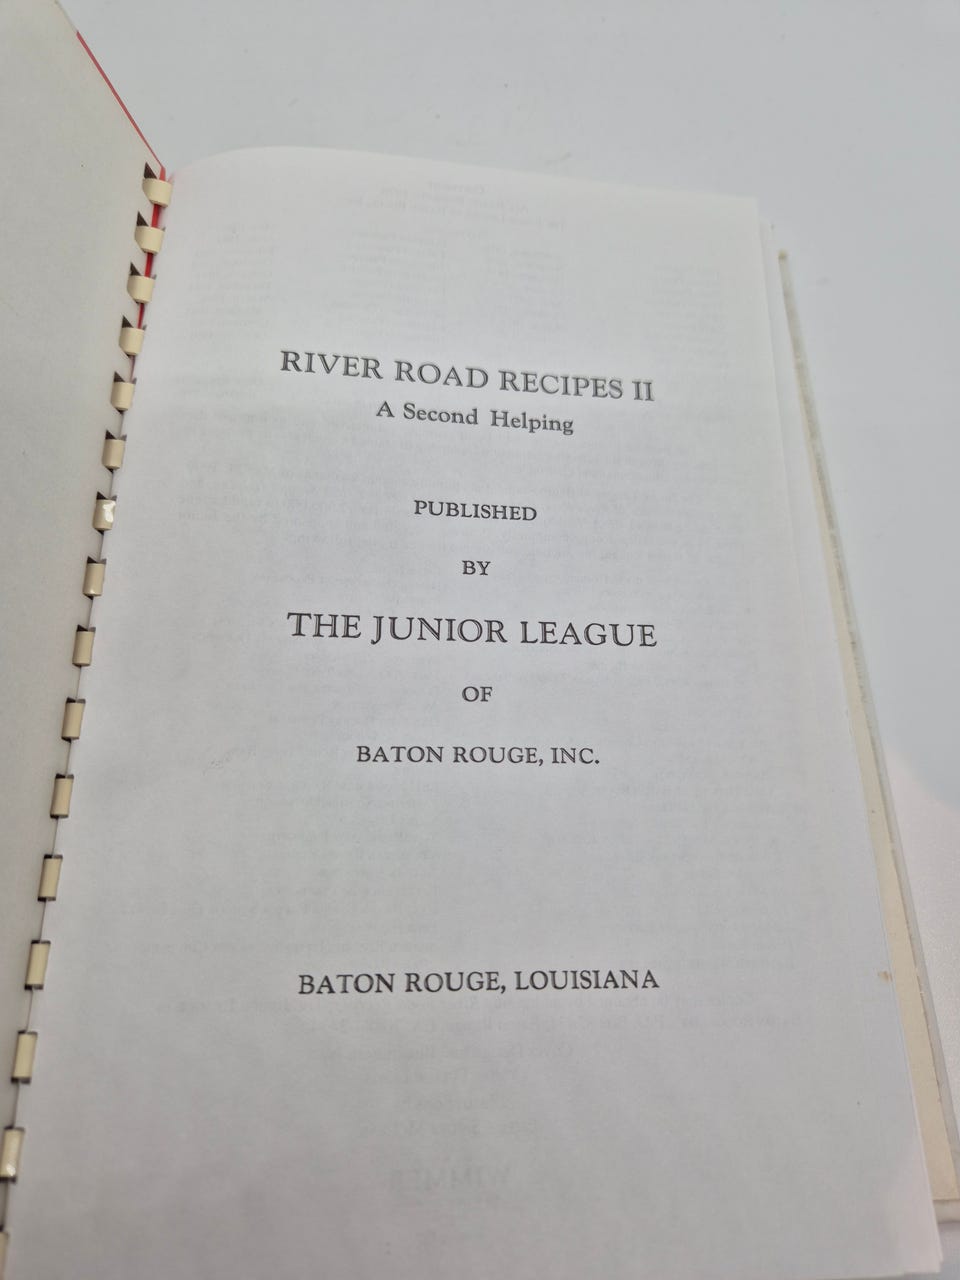 RIVER ROAD RECIPES II
A Second Helping
PUBLISHED
BY
THE JUNIOR LEAGUE
OF
BATON ROUGE, INC.
BATON ROUGE, LOUISIANA